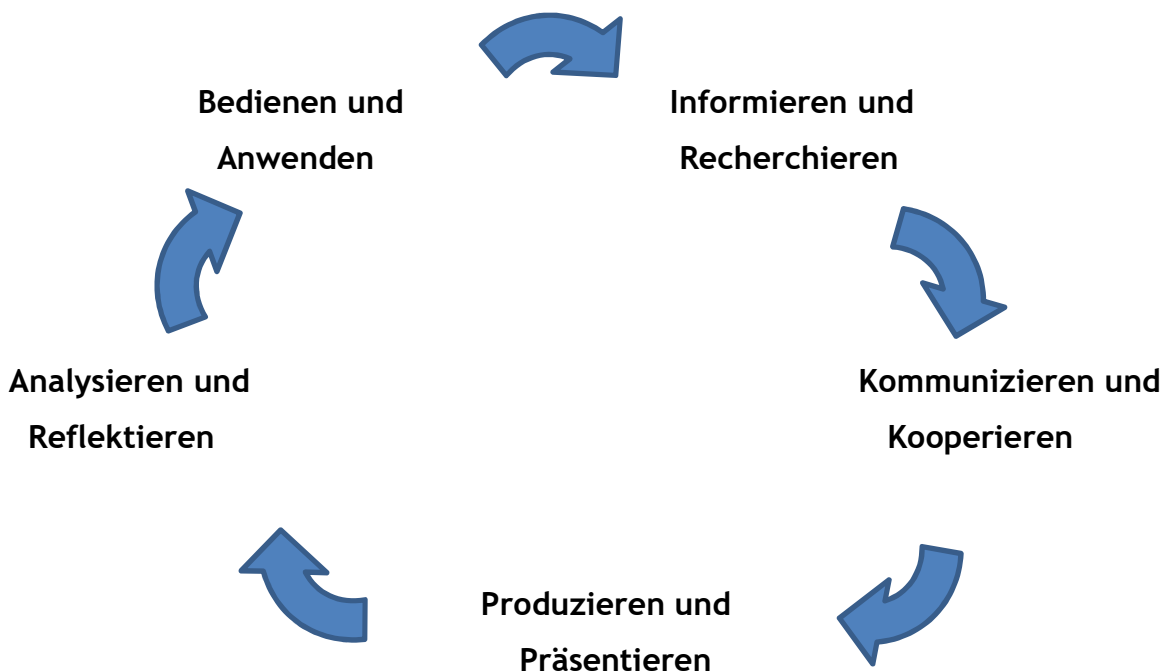 Bedienen und
Anwenden
Informieren und
Recherchieren
Kommunizieren und
Kooperieren
Produzieren und
Präsentieren
Analysieren und
Reflektieren